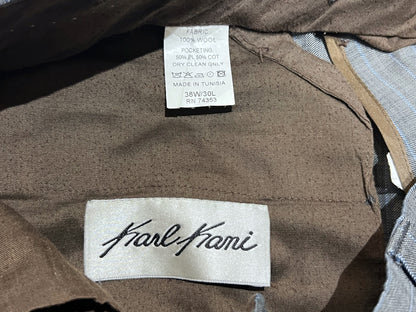 FABRIC
100% WOOL
POCKETING:
50% PL 50% COT
DRY CLEAN ONLY
MADE IN TUNISIA
38W/30L
RN 74353
Karl Kani